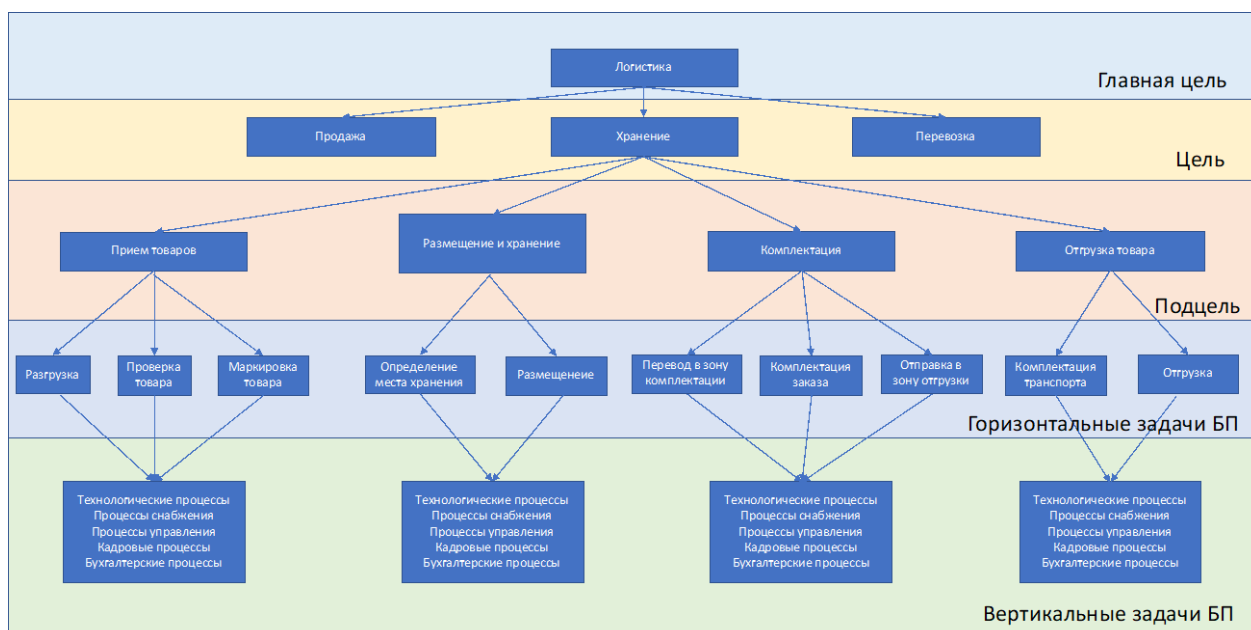 Логистика
Главная цель
Продажа
Хранение
Перевозка
Цель
Прием товаров
Размещение и хранение
Комплектация
Отгрузка товара
Подцель
Разгрузка
Проверка
товара
Маркировка
товара
Определение
места хранения
Размещенеие
Перевод в зону
комплектации
Комплектация
заказа
Отправка в
зону отгрузки
Комплектация
транспорта
Отгрузка
Горизонтальные задачи БП
Технологические процессы
Процессы снабжения
Процессы управления
Кадровые процессы
Бухгалтерские процессы
Технологические процессы
Процессы снабжения
Процессы управления
Кадровые процессы
Бухгалтерские процессы
Технологические процессы
Процессы снабжения
Процессы управления
Кадровые процессы
Бухгалтерские процессы
Технологические процессы
Процессы снабжения
Процессы управления
Кадровые процессы
Бухгалтерские процессы
Вертикальные задачи БП